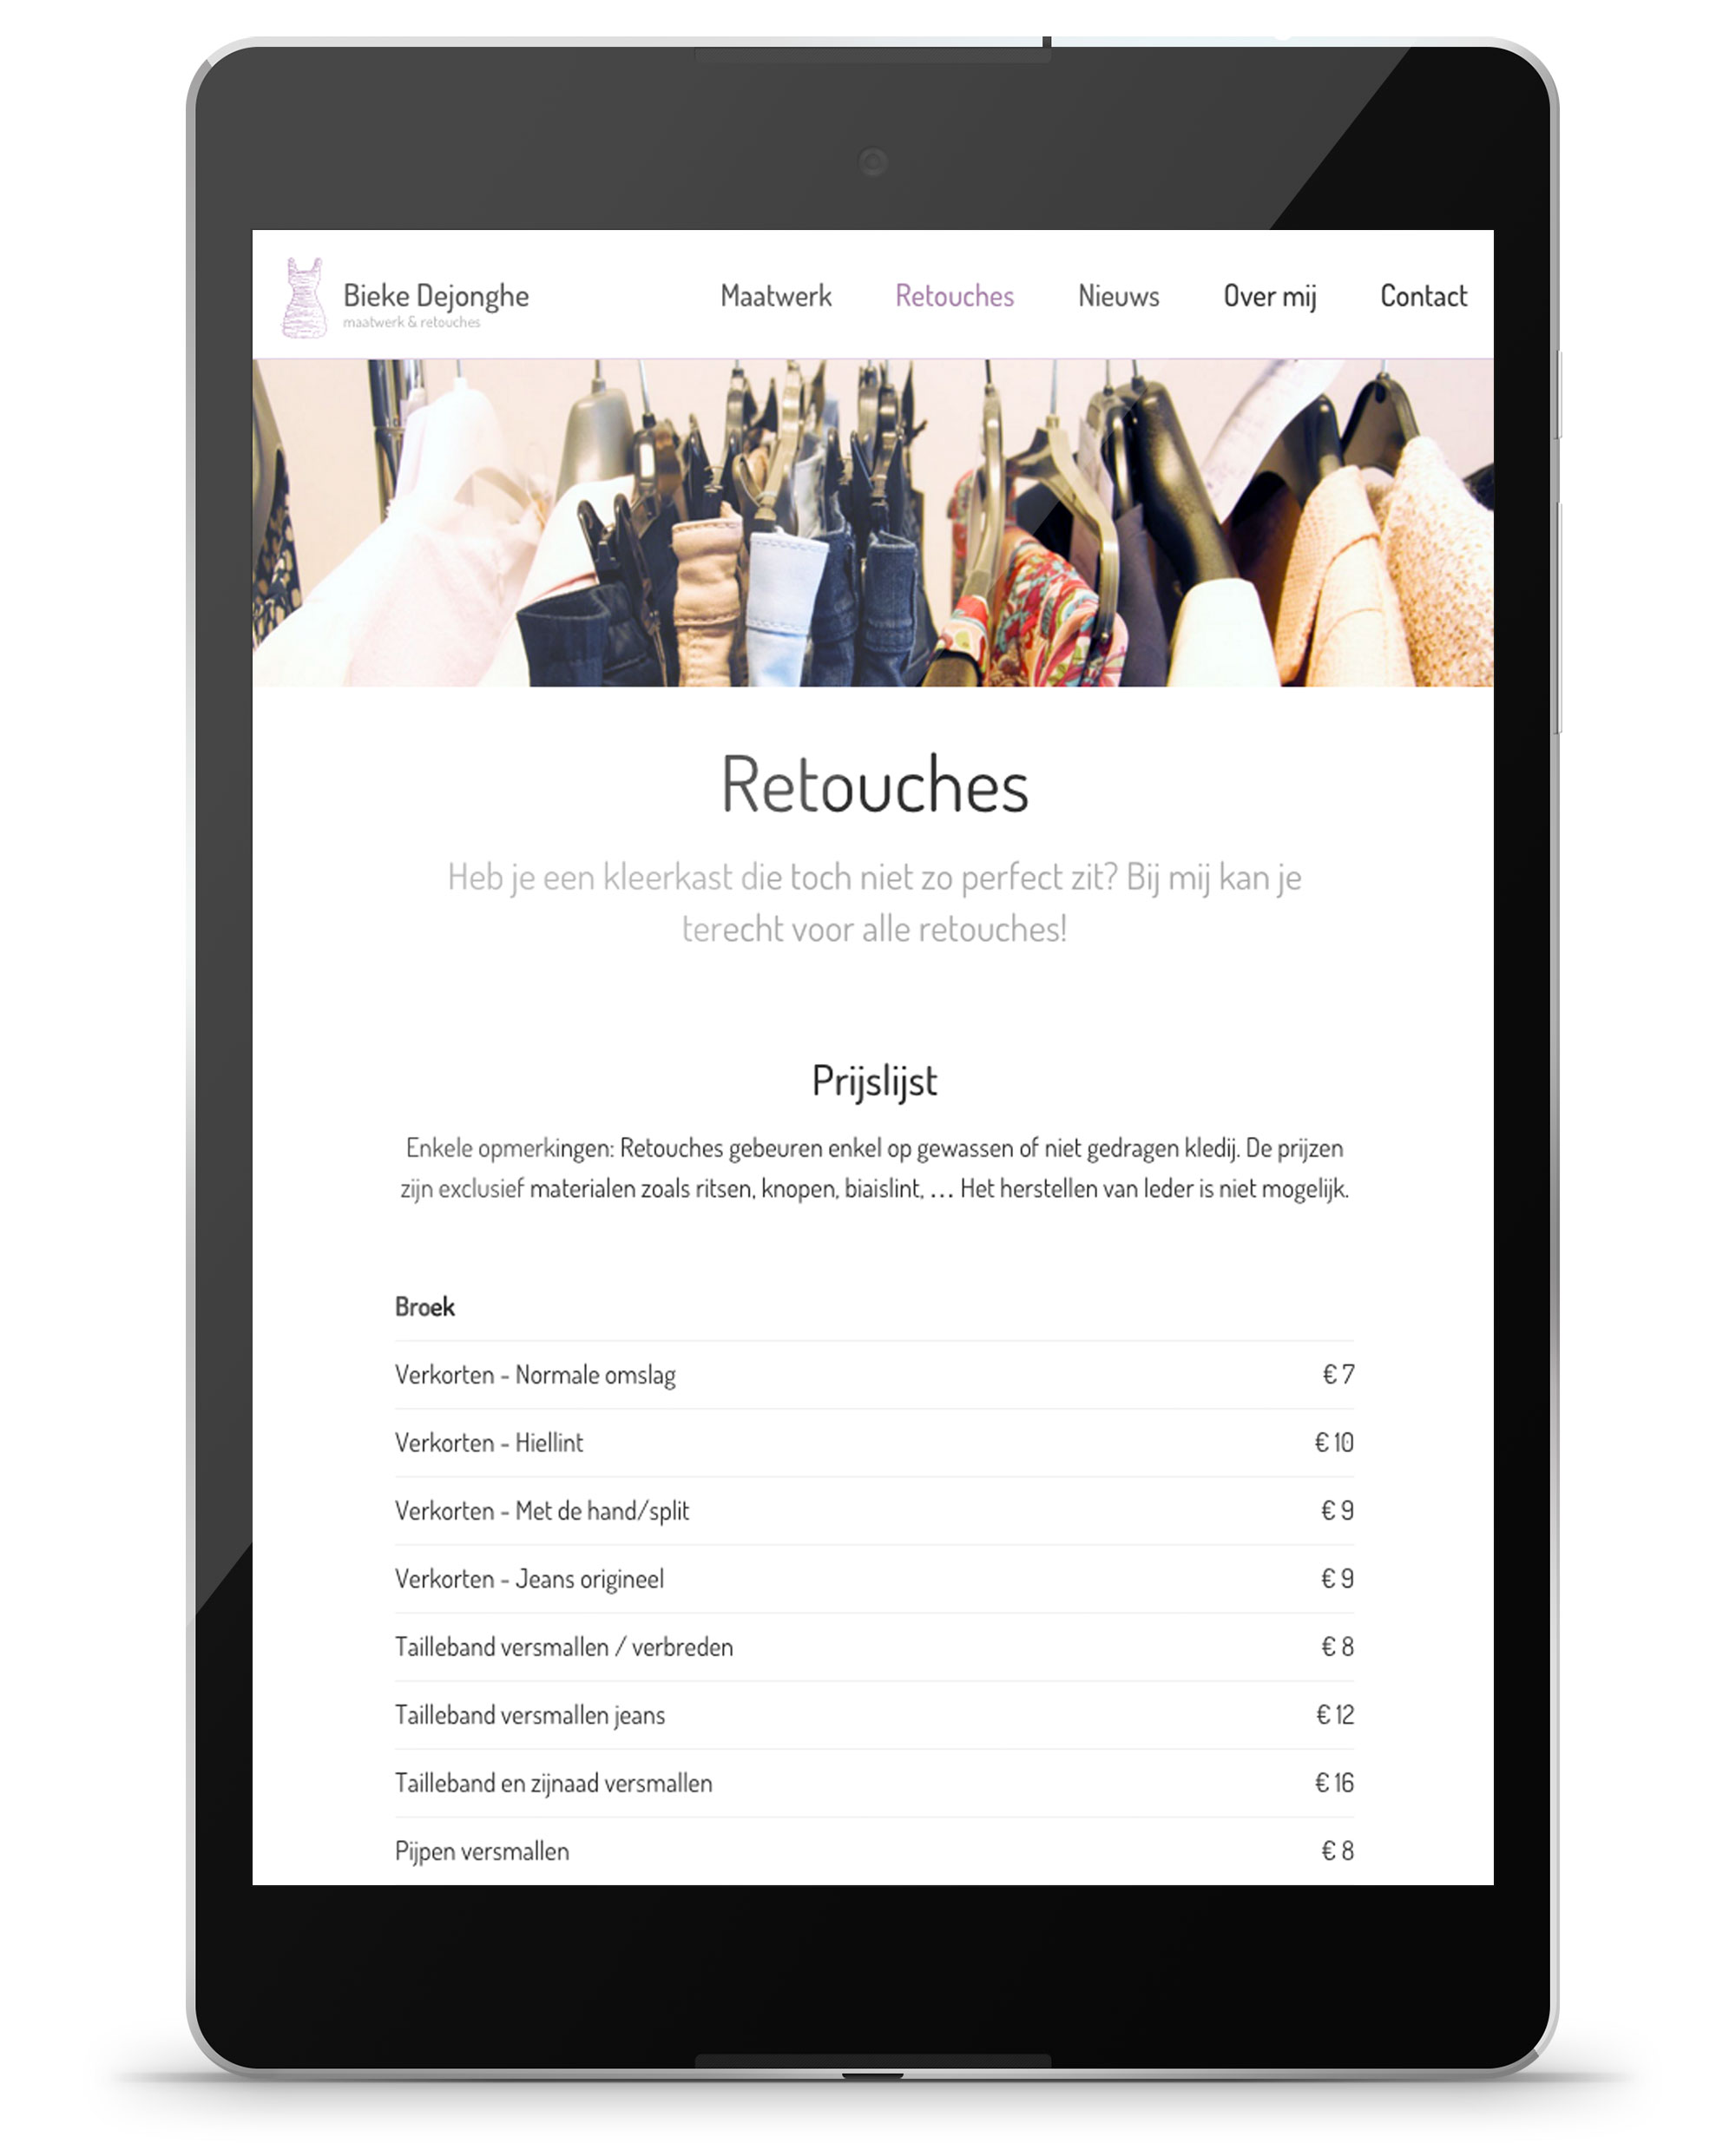 Bieke Dejonghe
maatwerk & retouches
Maatwerk Retouches Nieuws Over mij Contact
Retouches
Heb je een kleerkast die toch niet zo perfect zit? Bij mij kan je
terecht voor alle retouches!
Prijslijst
Enkele opmerkingen: Retouches gebeuren enkel op gewassen of niet gedragen kledij. De prijzen
zijn exclusief materialen zoals ritsen, knopen, biaislint, … Het herstellen van leder is niet mogelijk.
Broek
Verkorten - Normale omslag € 7
Verkorten - Hiellint € 10
Verkorten - Met de hand/split € 9
Verkorten - Jeans origineel € 9
Tailleband versmallen / verbreden € 8
Tailleband versmallen jeans € 12
Tailleband en zijnaad versmallen € 16
Pijpen versmallen € 8